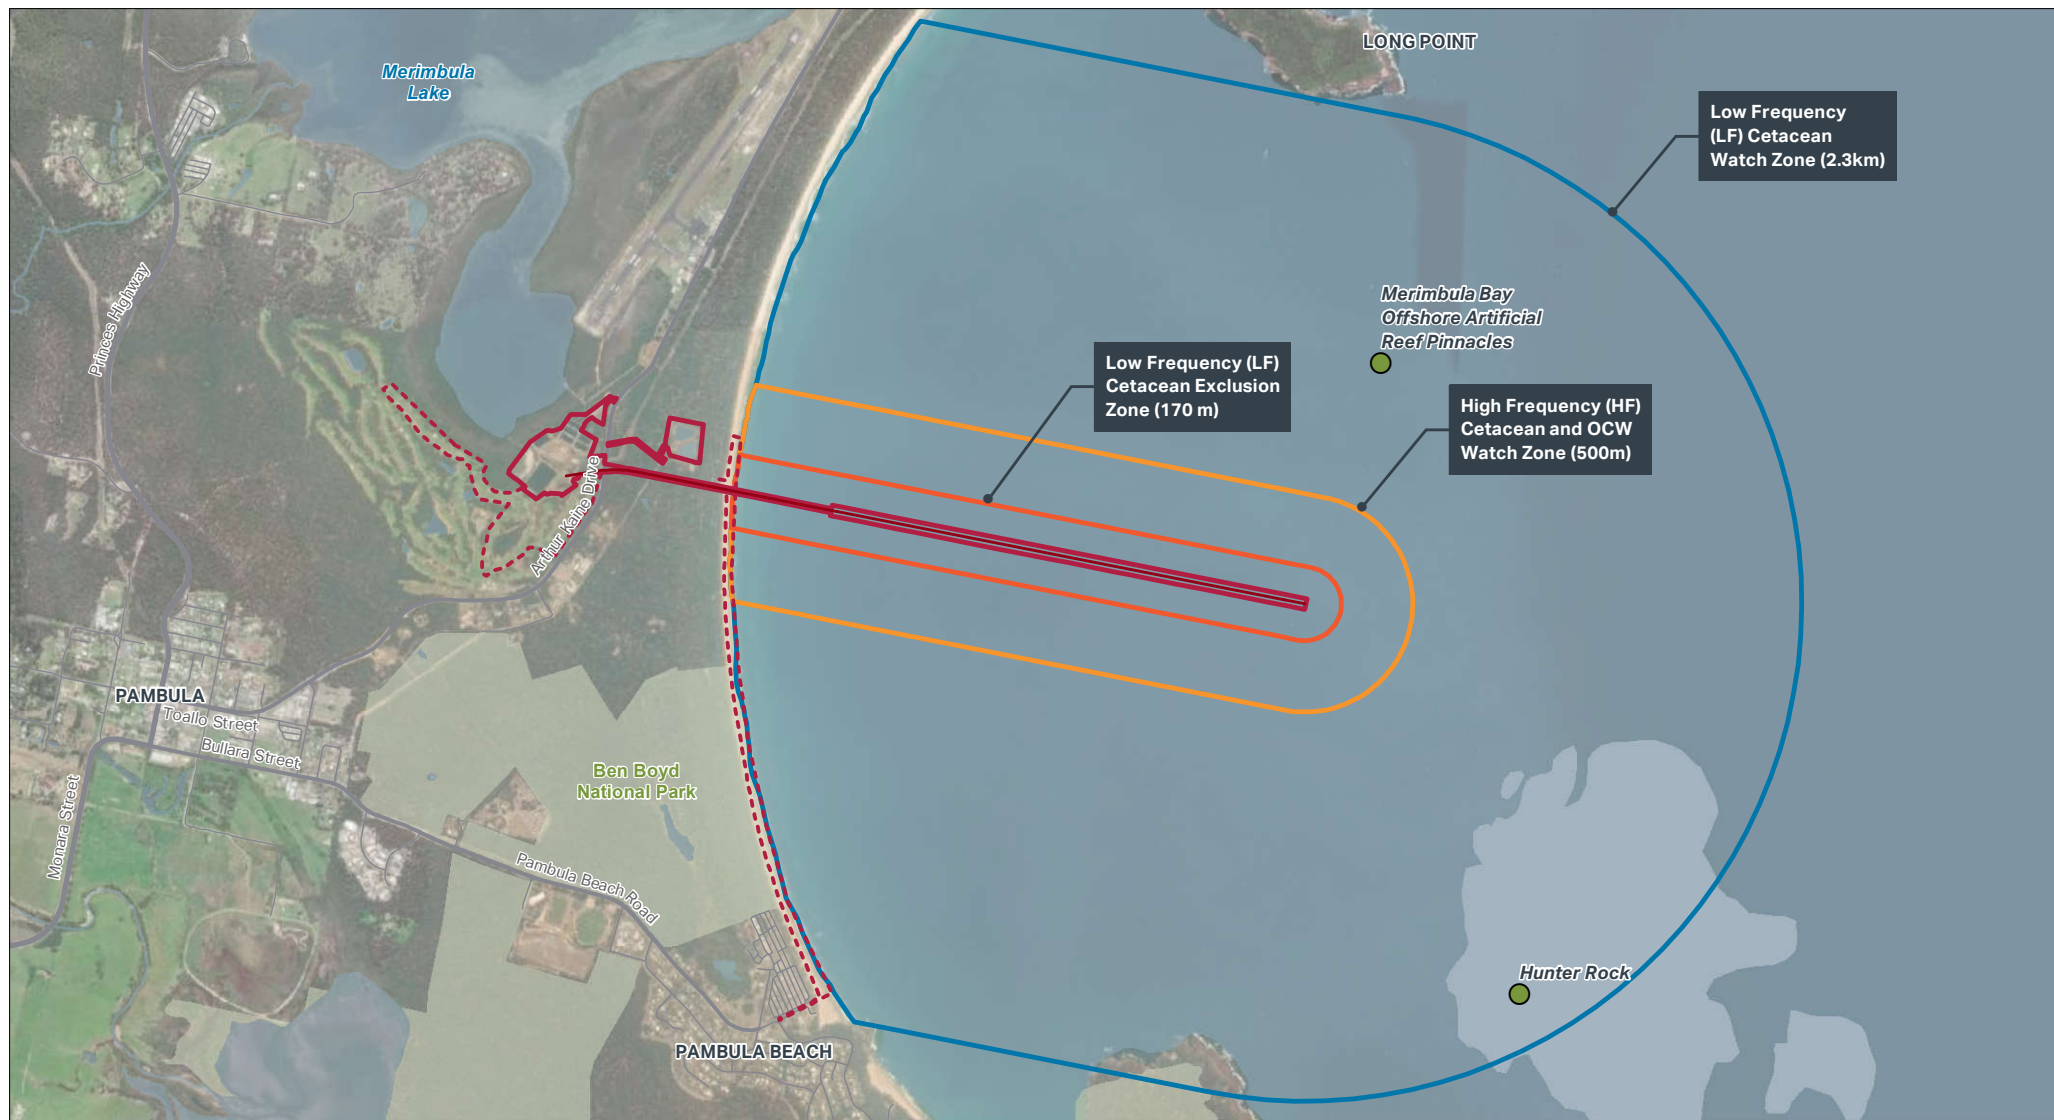 LONG POINT
Merimbula
Lake
Low Frequency
(LF) Cetacean
Watch Zone (2.3km)
Princes Highway
Merimbula Bay
Offshore Artificial
Reef Pinnacles
Low Frequency (LF)
Cetacean Exclusion
Zone (170 m)
High Frequency (HF)
Cetacean and OCW
Watch Zone (500m)
Arthur Kaine Drive
PAMBULA
Toallo Street
Bullara Street
Monara Street
Ben Boyd
National Park
Pambula Beach Road
Hunter Rock
PAMBULA BEACH